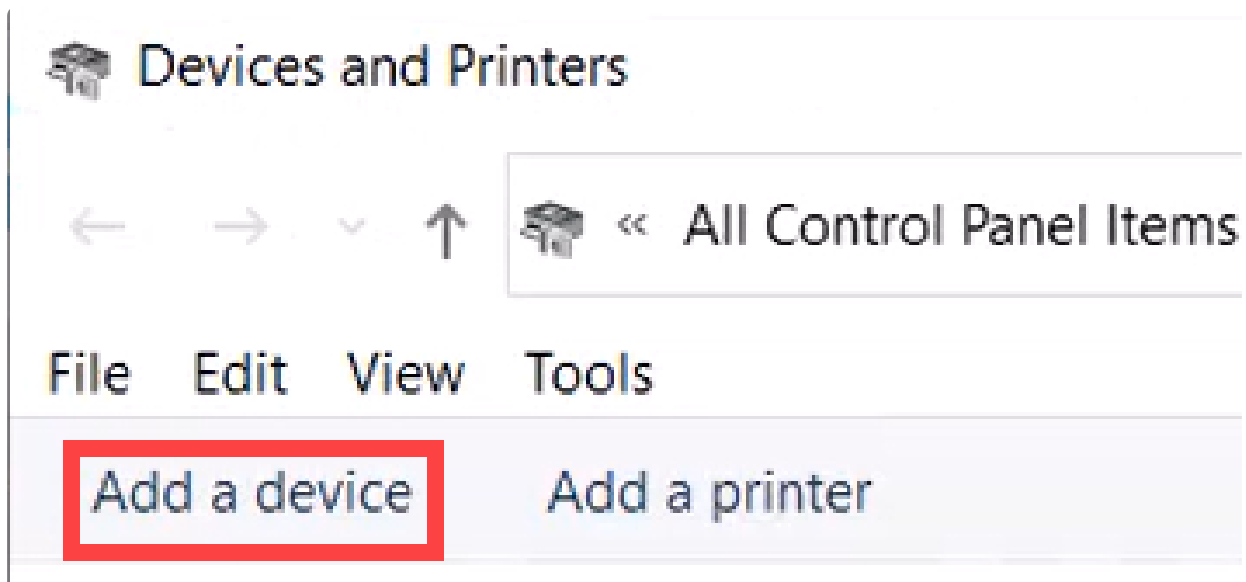 Devices and Printers
« All Control Panel Items
File Edit View Tools
Add a device Add a printer